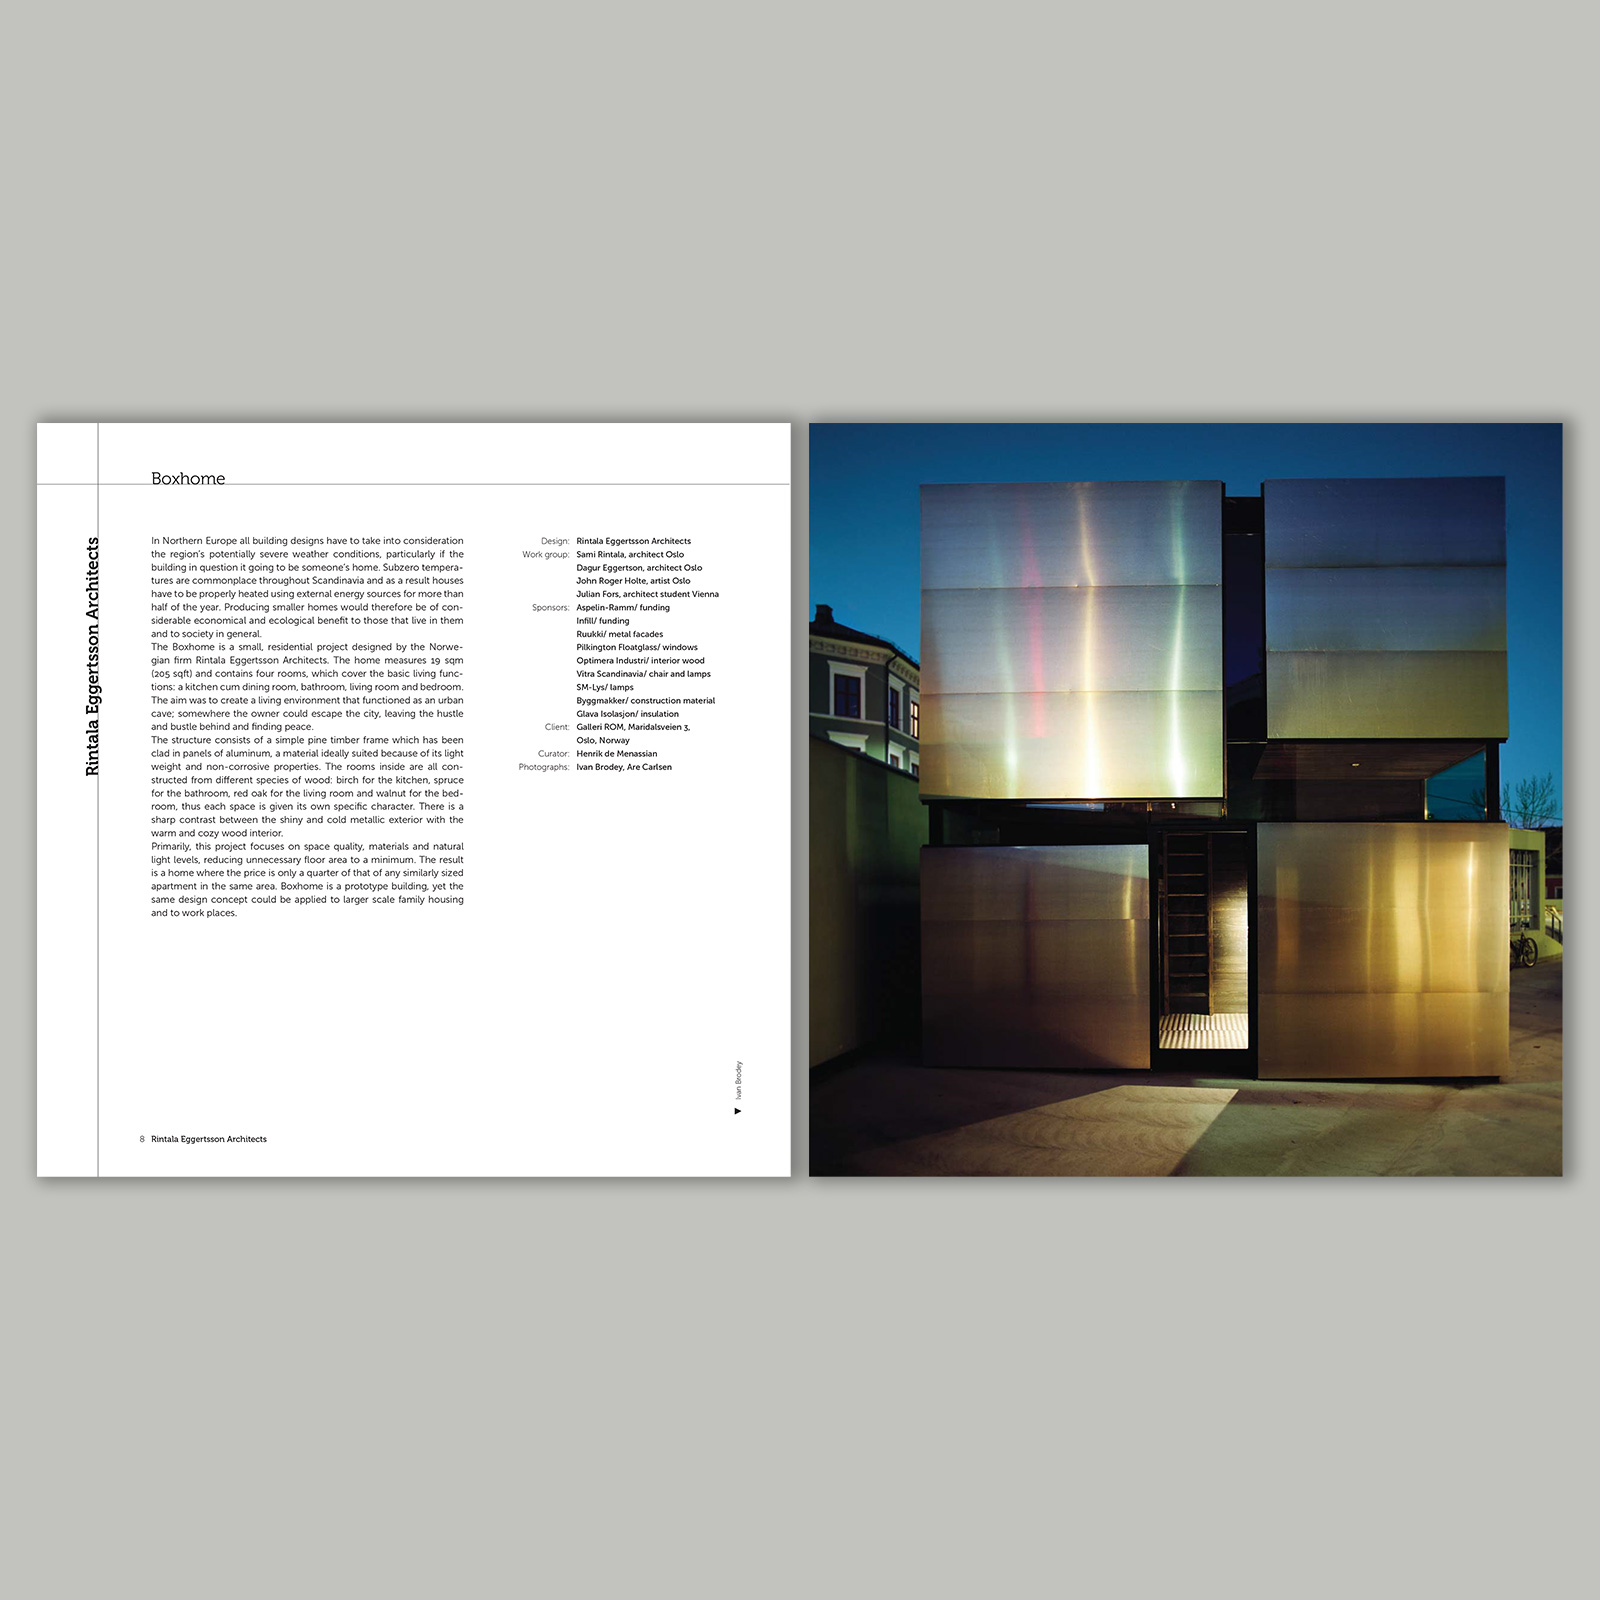 Boxhome
Rintala Eggertsson Architects
In Northern Europe all building designs have to take into consideration
the region's potentially severe weather conditions, particularly if the
building in question it going to be someone's home. Subzero tempera-
tures are commonplace throughout Scandinavia and as a result houses
have to be properly heated using external energy sources for more than
half of the year. Producing smaller homes would therefore be of con-
siderable economical and ecological benefit to those that live in them
and to society in general.
The Boxhome is a small, residential project designed by the Norwe-
gian firm Rintala Eggertsson Architects. The home measures 19 sqm
(205 sqft) and contains four rooms, which cover the basic living func-
tions: a kitchen cum dining room, bathroom, living room and bedroom.
The aim was to create a living environment that functioned as an urban
cave; somewhere the owner could escape the city, leaving the hustle
and bustle behind and finding peace.
The structure consists of a simple pine timber frame which has been
clad in panels of aluminum, a material ideally suited because of its light
weight and non-corrosive properties. The rooms inside are all con-
structed from different species of wood: birch for the kitchen, spruce
for the bathroom, red oak for the living room and walnut for the bed-
room, thus each space is given its own specific character. There is a
sharp contrast between the shiny and cold metallic exterior with the
warm and cozy wood interior.
Primarily, this project focuses on space quality, materials and natural
light levels, reducing unnecessary floor area to a minimum. The result
is a home where the price is only a quarter of that of any similarly sized
apartment in the same area. Boxhome is a prototype building, yet the
same design concept could be applied to larger scale family housing
and to work places.
Design: Rintala Eggertsson Architects
Work group: Sami Rintala, architect Oslo
Dagur Eggertson, architect Oslo
John Roger Holte, artist Oslo
Julian Fors, architect student Vienna
Sponsors: Aspelin-Ramm/ funding
Infill/ funding
Ruukki/ metal facades
Pilkington Floatglass/ windows
Optimera Industri/ interior wood
Vitra Scandinavia/ chair and lamps
SM-Lys/ lamps
Byggmakker/ construction material
Glava Isolasjon/ insulation
Client: Galleri ROM, Maridalsveien 3,
Oslo, Norway
Curator: Henrik de Menassian
Photographs: Ivan Brodey, Are Carlsen
Ivan Brodey
8 Rintala Eggertsson Architects